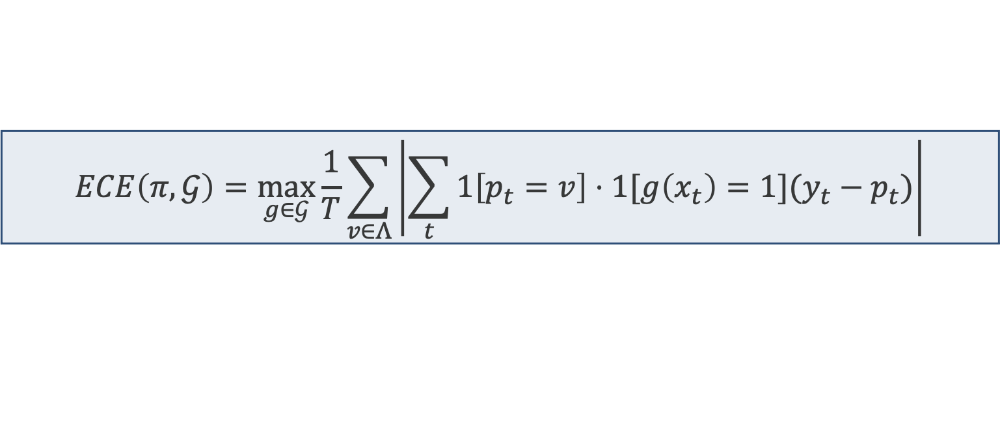 ECE(π, 𝒢) = max_{g∈𝒢} 1/T ∑_{v∈Λ} |∑_t 1[p_t = v] · 1[g(x_t) = 1](y_t − p_t)|